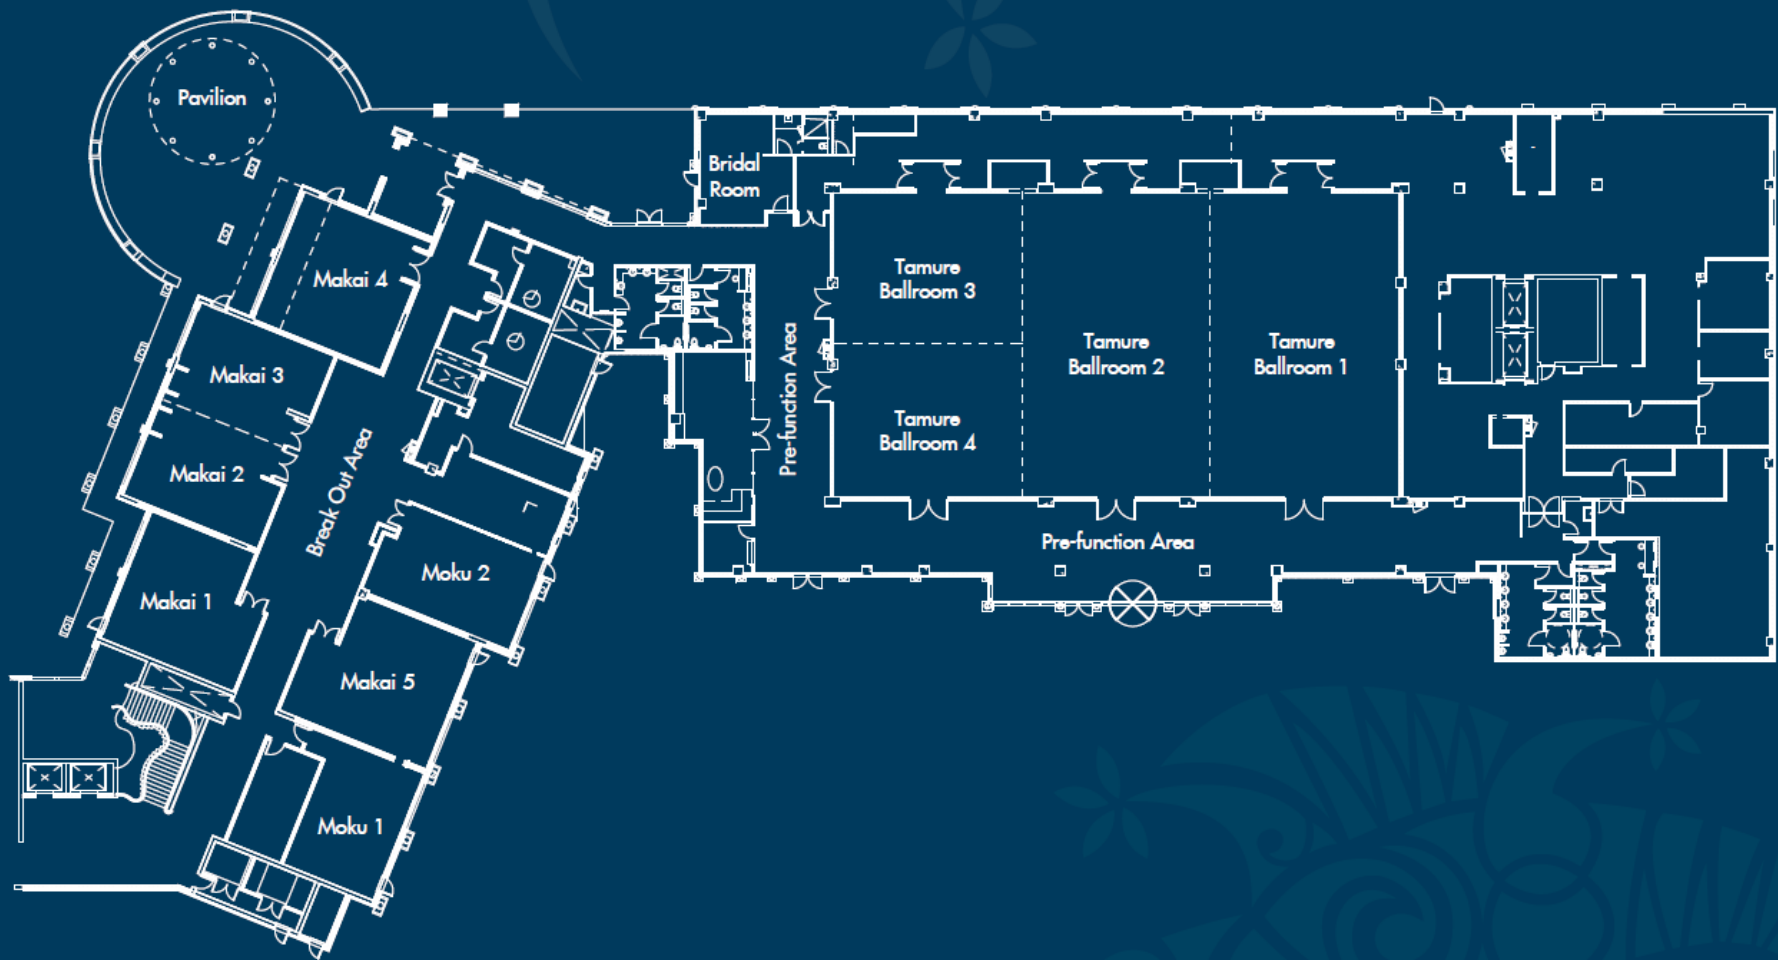 Pavilion
Bridal
Room
Makai 4
Tamure
Ballroom 3
Tamure
Ballroom 2
Tamure
Ballroom 1
Makai 3
Pre-function Area
Tamure
Ballroom 4
Makai 2
Break Out Area
Pre-function Area
Moku 2
Makai 1
Makai 5
Moku 1